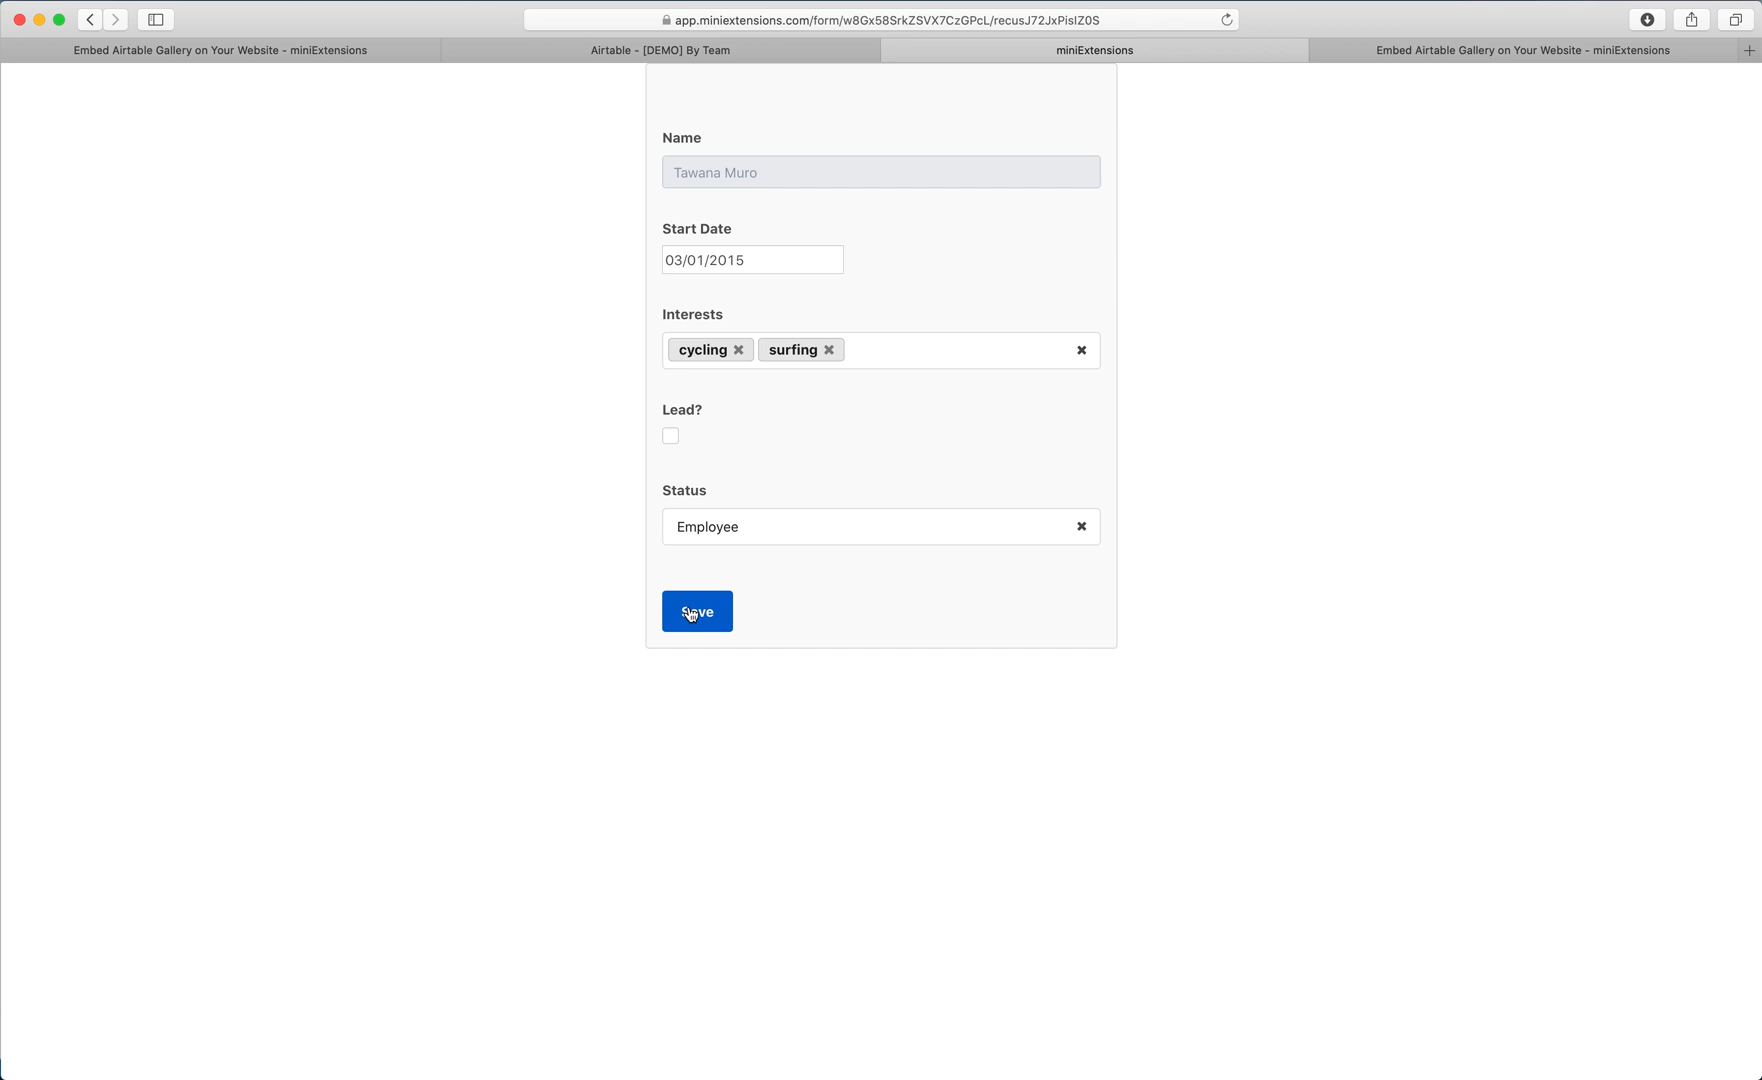 app.miniextensions.com/form/w8Gx58SrkZSVX7CzGPcL/recusJ72JxPislZ0S
Embed Airtable Gallery on Your Website - miniExtensions
Airtable - [DEMO] By Team
miniExtensions
Embed Airtable Gallery on Your Website - miniExtensions
Name
Tawana Muro
Start Date
03/01/2015
Interests
cycling
surfing
Lead?
Status
Employee
Save